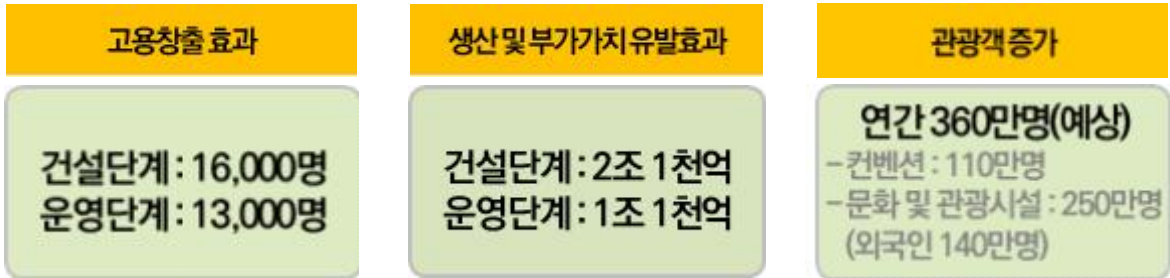 고용창출 효과
건설단계 : 16,000명
운영단계 : 13,000명
생산 및 부가가치 유발효과
건설단계 : 2조 1천억
운영단계 : 1조 1천억
관광객 증가
연간 360만명(예상)
- 컨벤션 : 110만명
- 문화 및 관광시설 : 250만명
(외국인 140만명)